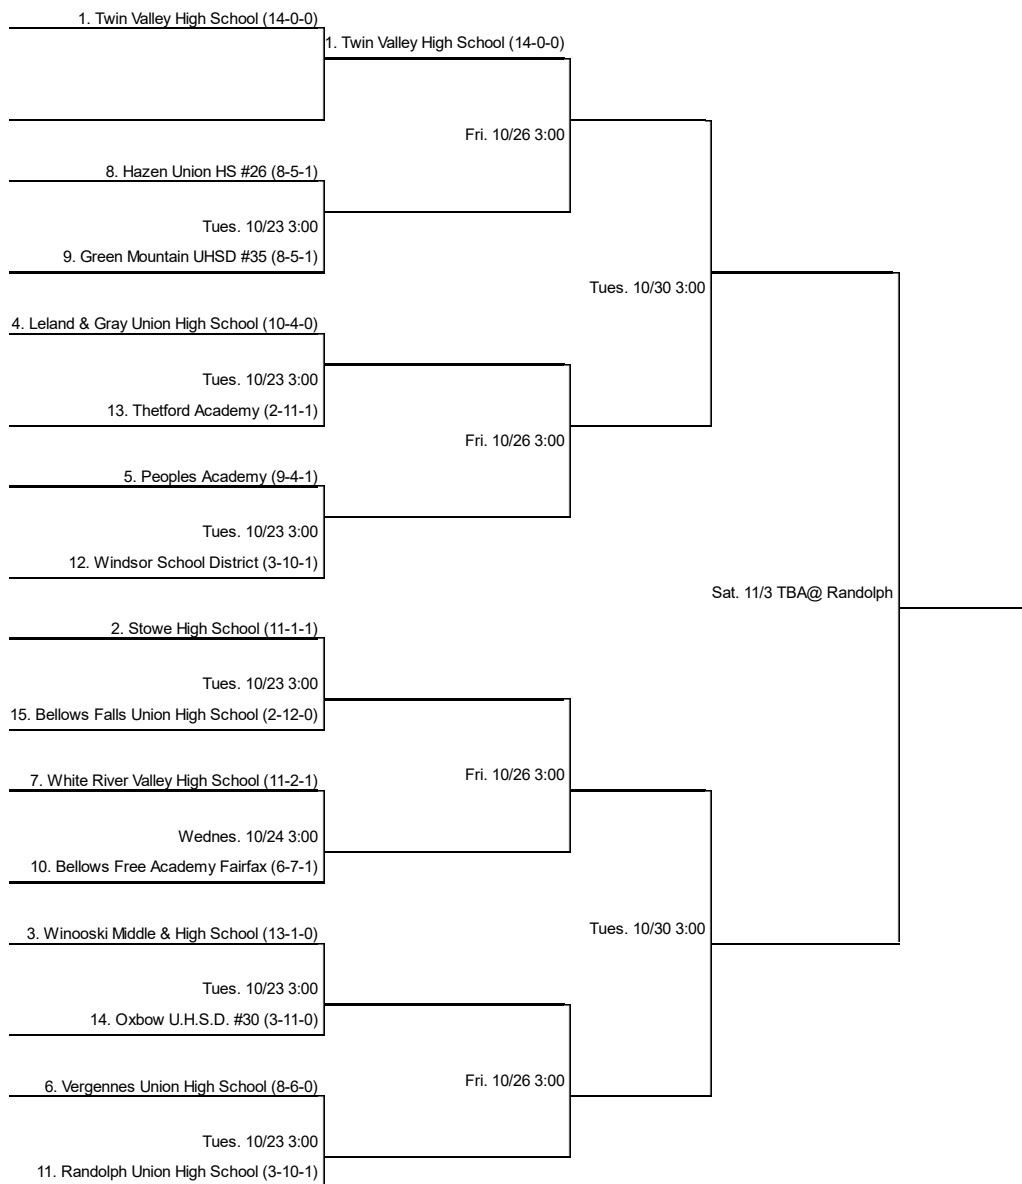 1. Twin Valley High School (14-0-0)
1. Twin Valley High School (14-0-0)
Fri. 10/26 3:00
8. Hazen Union HS #26 (8-5-1)
Tues. 10/23 3:00
9. Green Mountain UHSD #35 (8-5-1)
Tues. 10/30 3:00
4. Leland & Gray Union High School (10-4-0)
Tues. 10/23 3:00
13. Thetford Academy (2-11-1)
Fri. 10/26 3:00
5. Peoples Academy (9-4-1)
Tues. 10/23 3:00
12. Windsor School District (3-10-1)
Sat. 11/3 TBA@ Randolph
2. Stowe High School (11-1-1)
Tues. 10/23 3:00
15. Bellows Falls Union High School (2-12-0)
Fri. 10/26 3:00
7. White River Valley High School (11-2-1)
Wednes. 10/24 3:00
10. Bellows Free Academy Fairfax (6-7-1)
Tues. 10/30 3:00
3. Winooski Middle & High School (13-1-0)
Tues. 10/23 3:00
14. Oxbow U.H.S.D. #30 (3-11-0)
Fri. 10/26 3:00
6. Vergennes Union High School (8-6-0)
Tues. 10/23 3:00
11. Randolph Union High School (3-10-1)